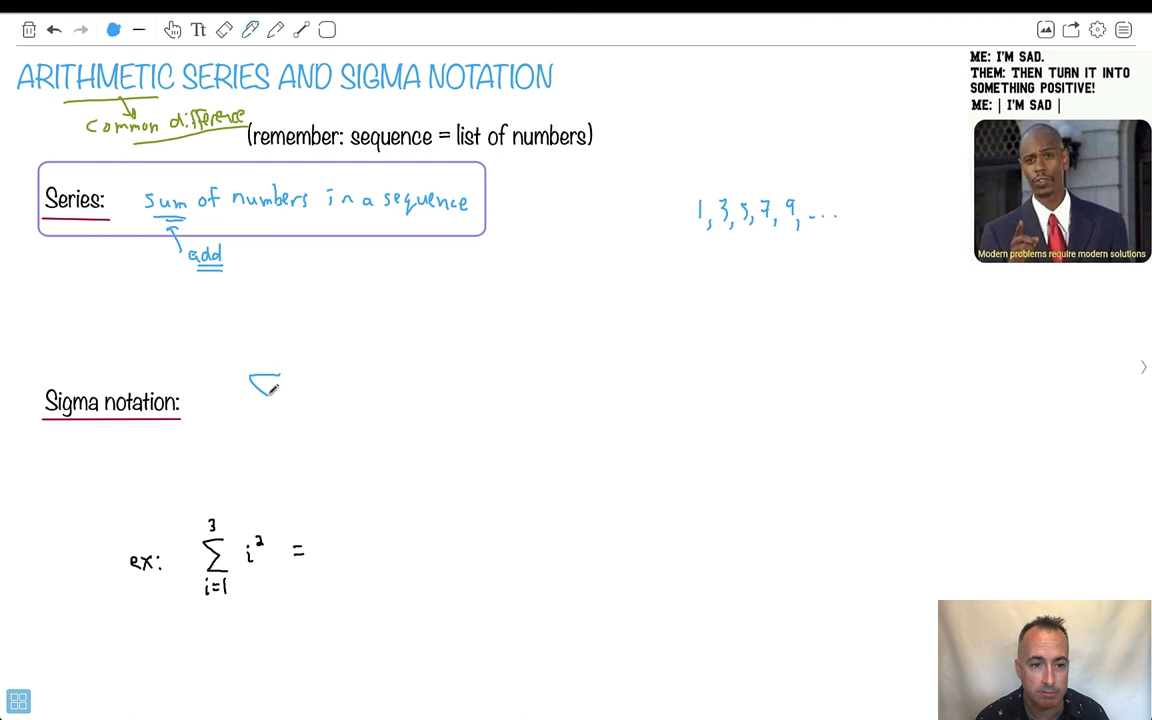 Tt
ARITHMETIC SERIES AND SIGMA NOTATION
ME: I'M SAD.
THEM: THEN TURN IT INTO
SOMETHING POSITIVE!
ME: | I'M SAD |
Common difference
(remember: sequence = list of numbers)
Series: sum of numbers in a sequence
add
1, 3, 5, 7, 9, ...
Modern problems require modern solutions
Sigma notation:
3
ex: ∑ i² =
i=1